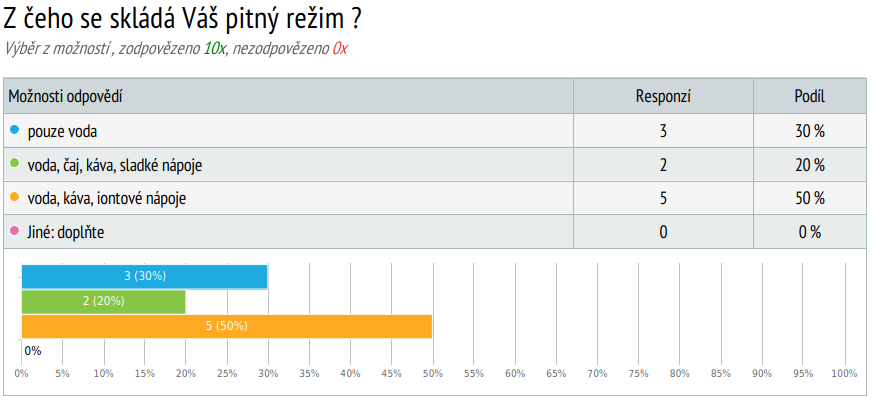 Z čeho se skládá Váš pitný režim ?
Výběr z možností , zodpovězeno 10x, nezodpovězeno 0x
Možnosti odpovědí Responzí Podíl
pouze voda 3 30 %
voda, čaj, káva, sladké nápoje 2 20 %
voda, káva, iontové nápoje 5 50 %
Jiné: doplňte 0 0 %
3 (30%)
2 (20%)
5 (50%)
0%
0% 5% 10% 15% 20% 25% 30% 35% 40% 45% 50% 55% 60% 65% 70% 75% 80% 85% 90% 95% 100%